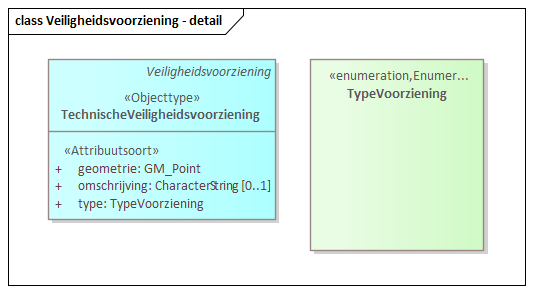 class Veiligheidsvoorziening - detail
Veiligheidsvoorziening
«Objecttype»
TechnischeVeiligheidsvoorziening
«Attribuutsoort»
+ geometrie: GM_Point
+ omschrijving: CharacterString [0..1]
+ type: TypeVoorziening
«enumeration,Enumer...
TypeVoorziening